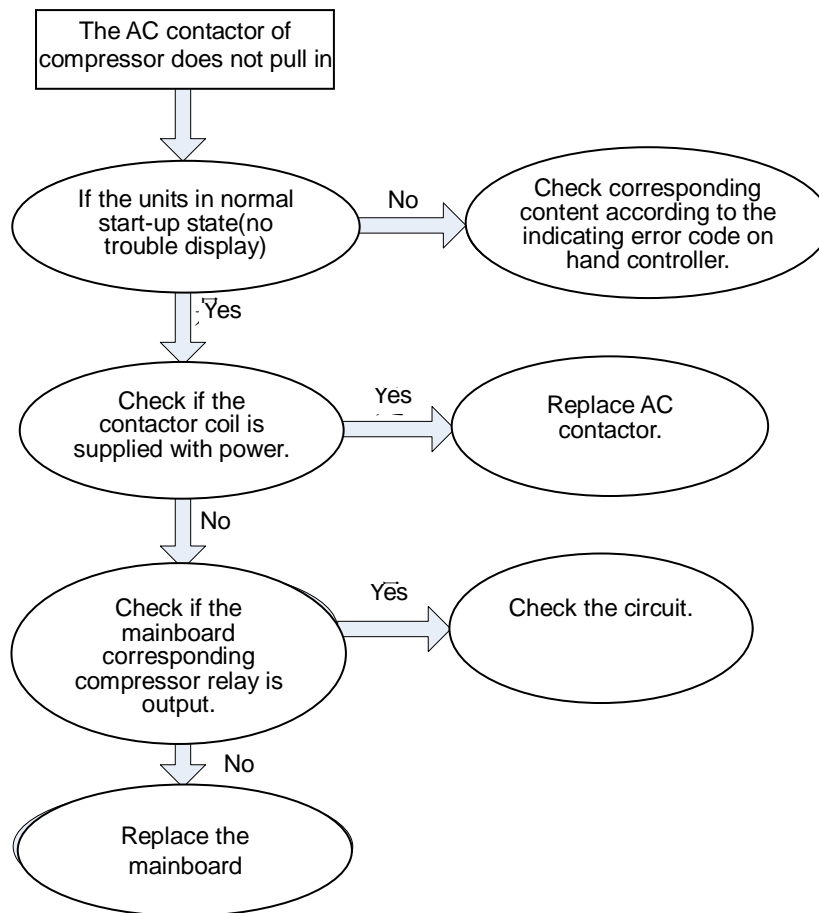 The AC contactor of
compressor does not pull in
If the units in normal
start-up state(no
trouble display)
No
Check corresponding
content according to the
indicating error code on
hand controller.
Yes
Check if the
contactor coil is
supplied with power.
Yes
Replace AC
contactor.
No
Check if the
mainboard
corresponding
compressor relay is
output.
Yes
Check the circuit.
No
Replace the
mainboard